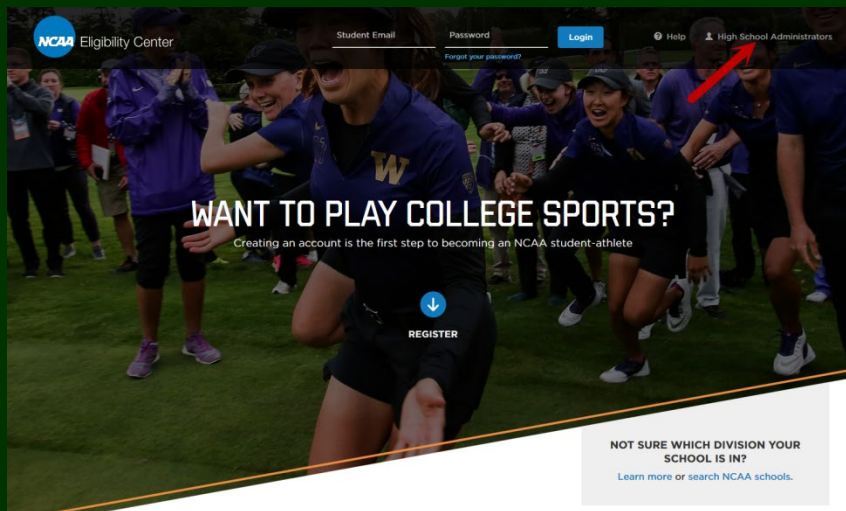 NCAA Eligibility Center
Student Email
Password
Login
Help
High School Administrators
Forgot your password?
W
WANT TO PLAY COLLEGE SPORTS?
Creating an account is the first step to becoming an NCAA student-athlete
REGISTER
NOT SURE WHICH DIVISION YOUR
SCHOOL IS IN?
Learn more or search NCAA schools.